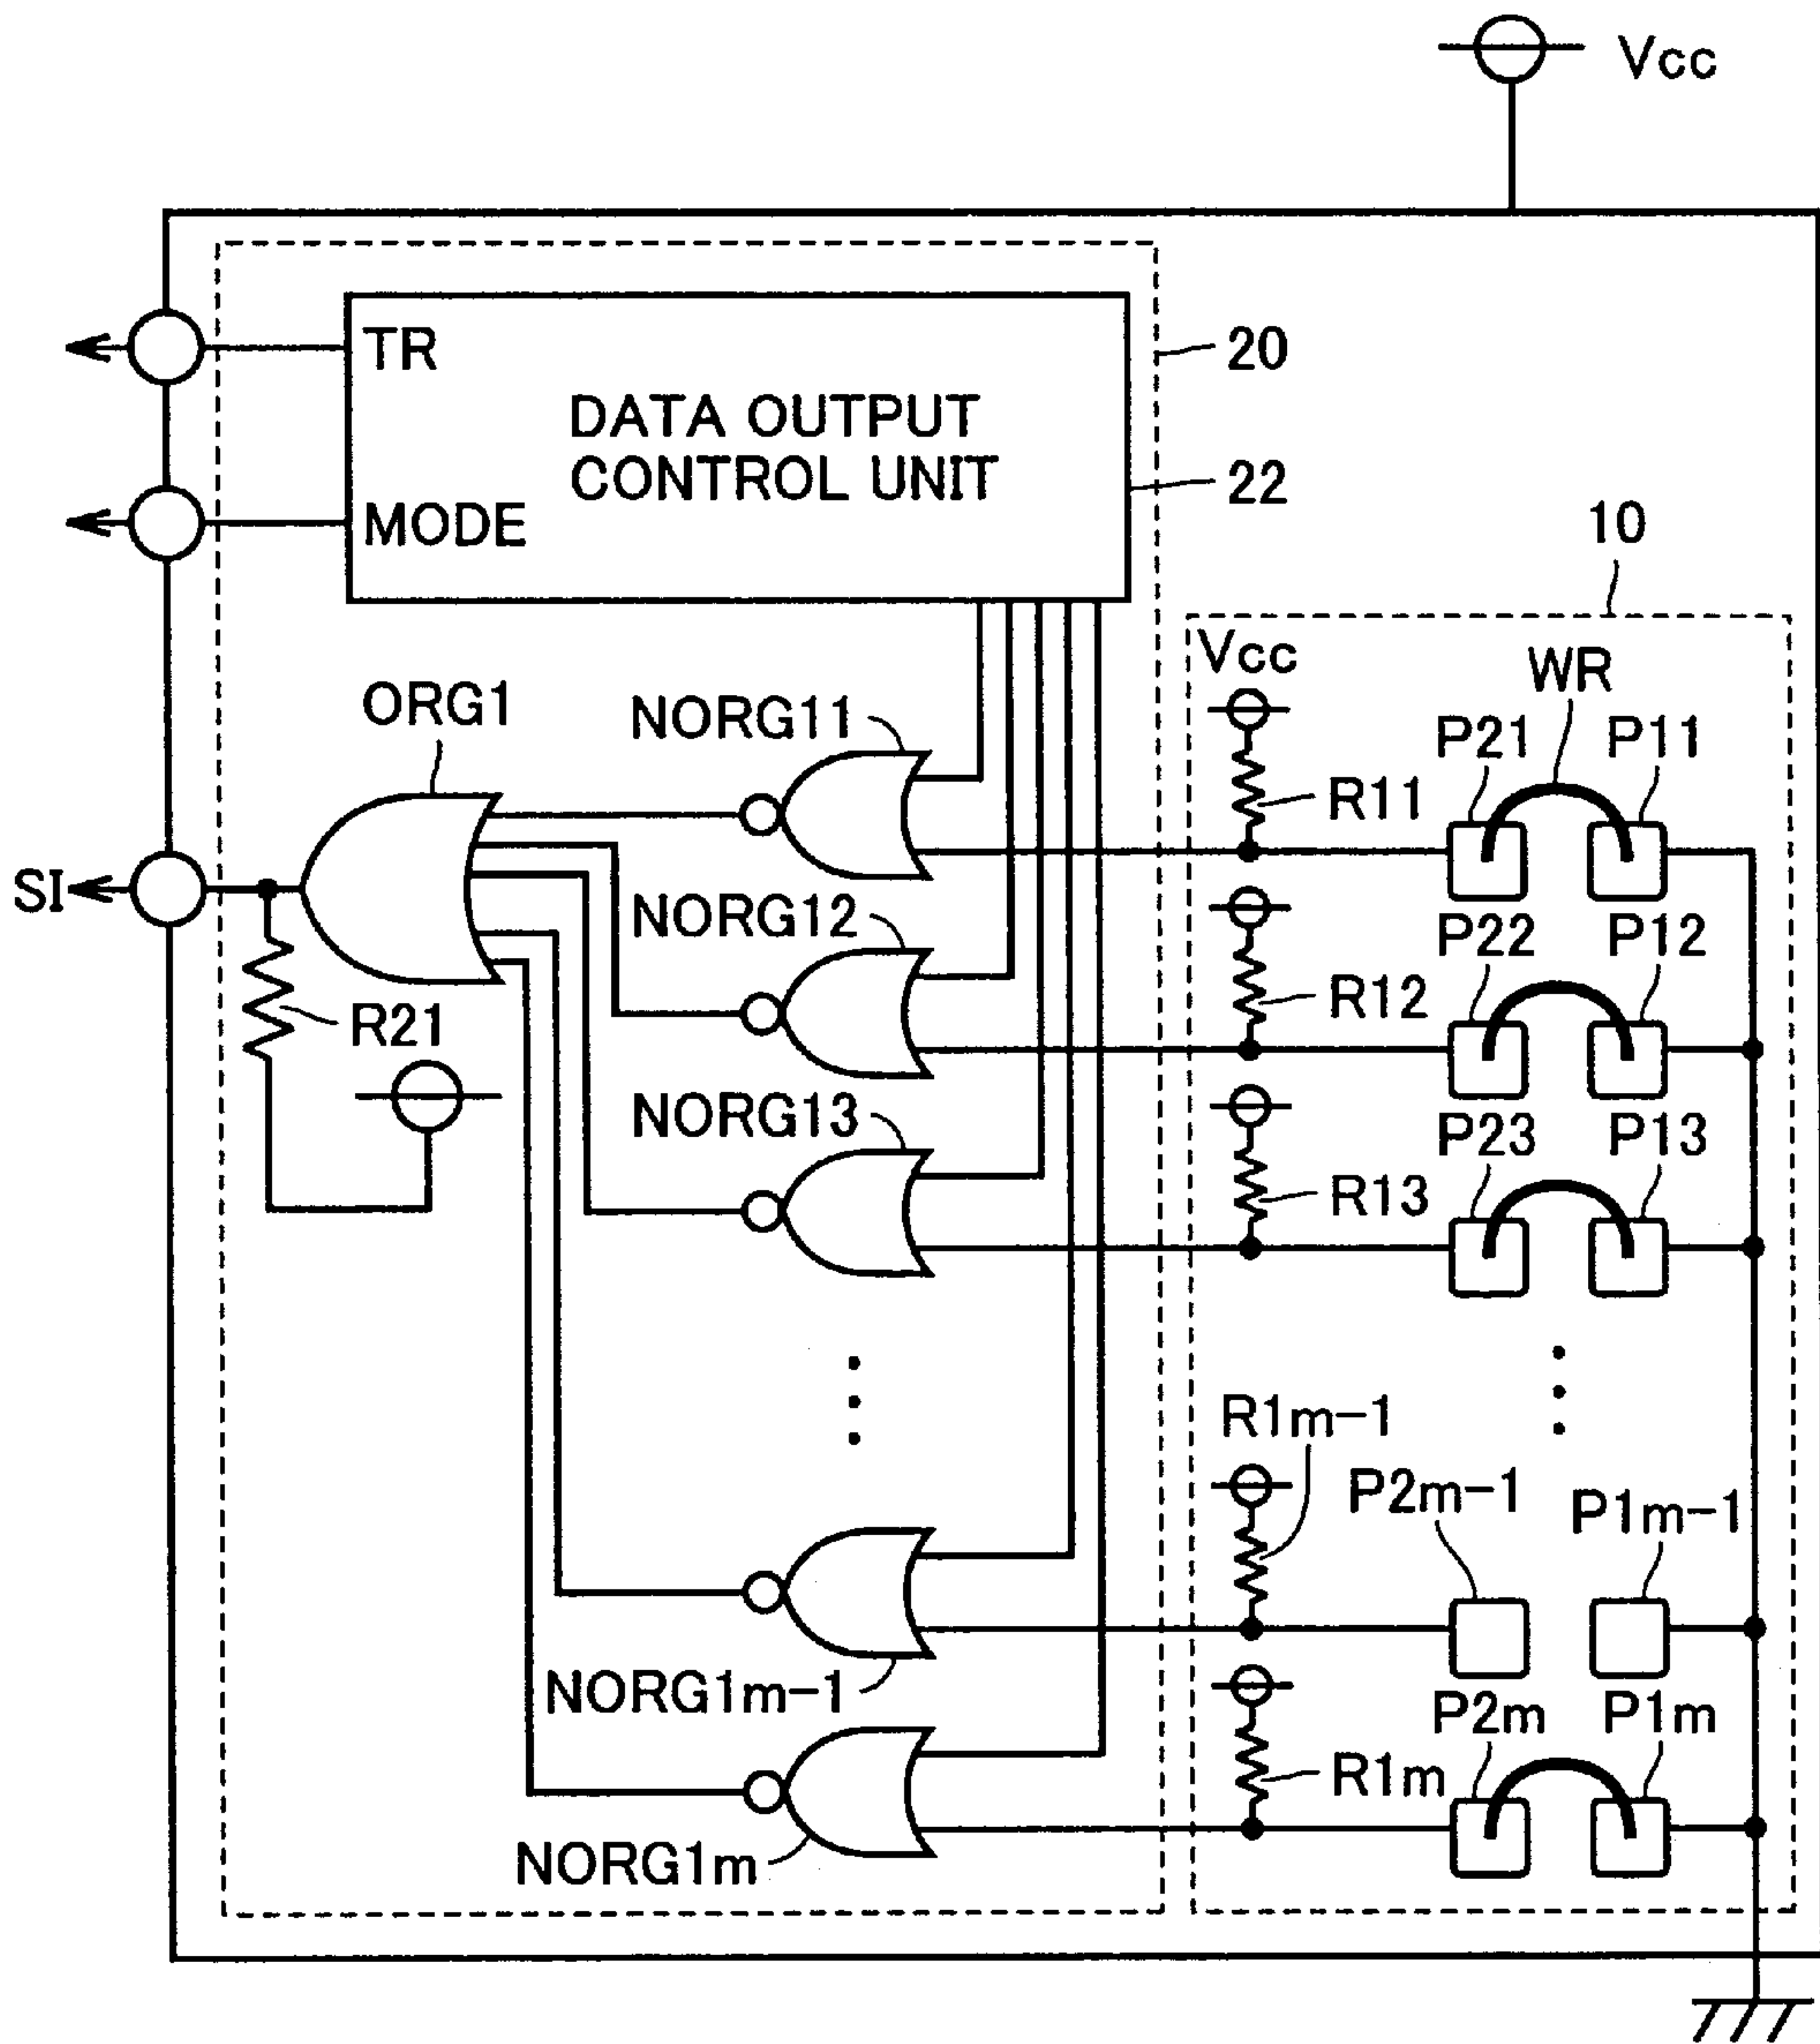 Vcc
TR
20
DATA OUTPUT
CONTROL UNIT
22
MODE
10
Vcc
WR
ORG1
NORG11
P21
P11
R11
SI
NORG12
P22
P12
R12
R21
NORG13
P23
P13
R13
R1m-1
P2m-1
P1m-1
NORG1m-1
P2m
P1m
R1m
NORG1m